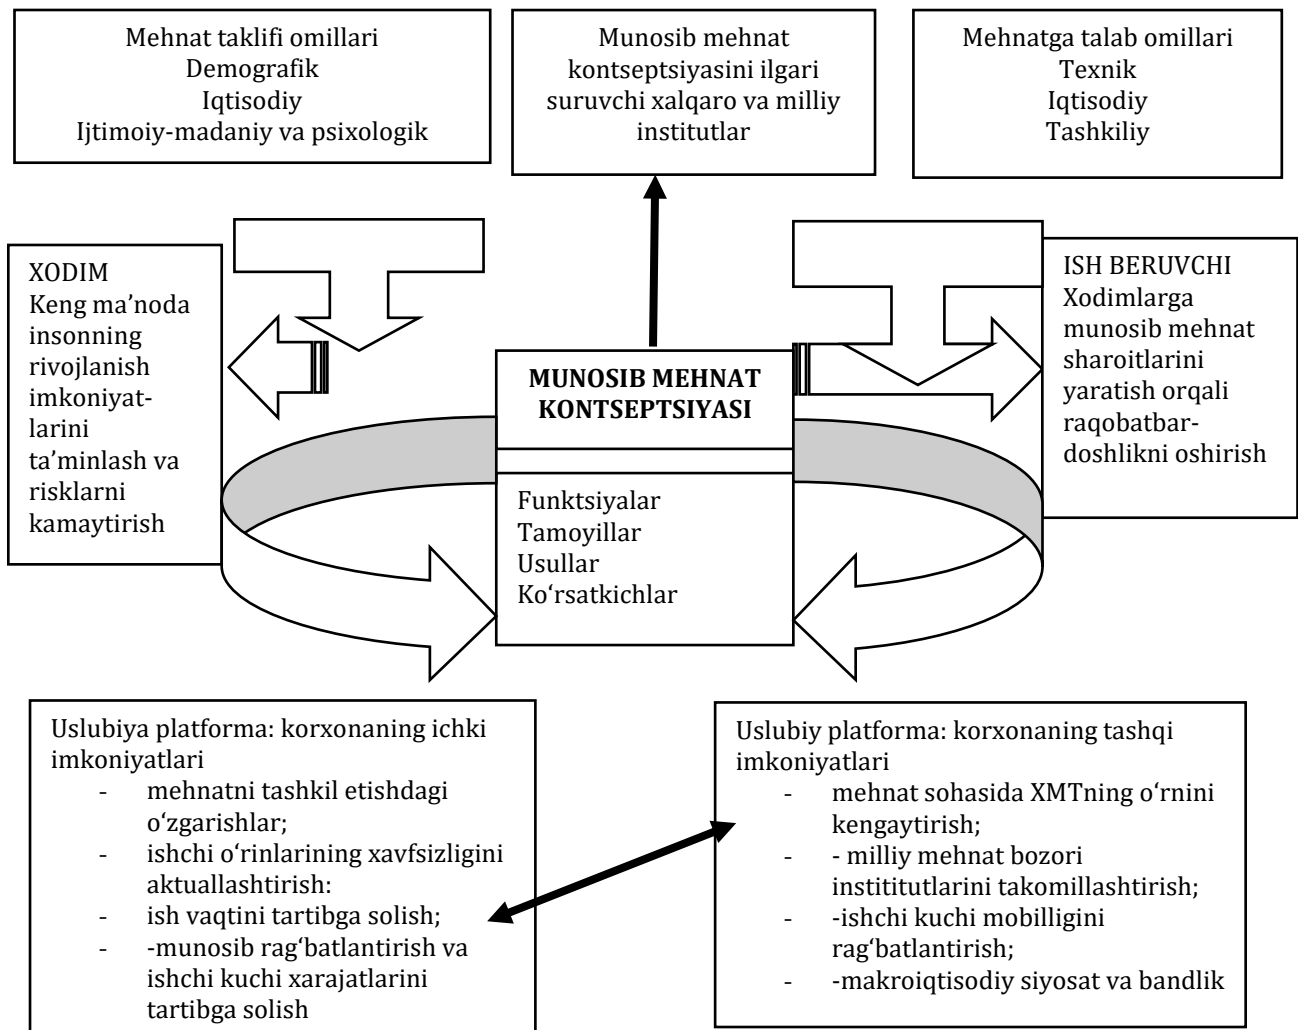 Mehnat taklifi omillari
Demografik
Iqtisodiy
Ijtimoiy-madaniy va psixologik
Munosib mehnat
kontseptsiyasini ilgari
suruvchi xalqaro va milliy
institutlar
Mehnatga talab omillari
Texnik
Iqtisodiy
Tashkiliy
XODIM
Keng ma’noda
insonning
rivojlanish
imkoniyat-
larini
ta’minlash va
risklarni
kamaytirish
MUNOSIB MEHNAT
KONTSEPTSIYASI
Funktsiyalar
Tamoyillar
Usullar
Ko‘rsatkichlar
ISH BERUVCHI
Xodimlarga
munosib mehnat
sharoitlarini
yaratish orqali
raqobatbar-
doshlikni oshirish
Uslubiya platforma: korxonaning ichki
imkoniyatlari
- mehnatni tashkil etishdagi
o‘zgarishlar;
- ishchi o‘rinlarining xavfsizligini
aktuallashtirish:
- ish vaqtini tartibga solish;
- -munosib rag‘batlantirish va
ishchi kuchi xarajatlarini
tartibga solish
Uslubiy platforma: korxonaning tashqi
imkoniyatlari
- mehnat sohasida XMTning o‘rnini
kengaytirish;
- - milliy mehnat bozori
instititutlarini takomillashtirish;
- -ishchi kuchi mobilligini
rag‘batlantirish;
- -makroiqtisodiy siyosat va bandlik